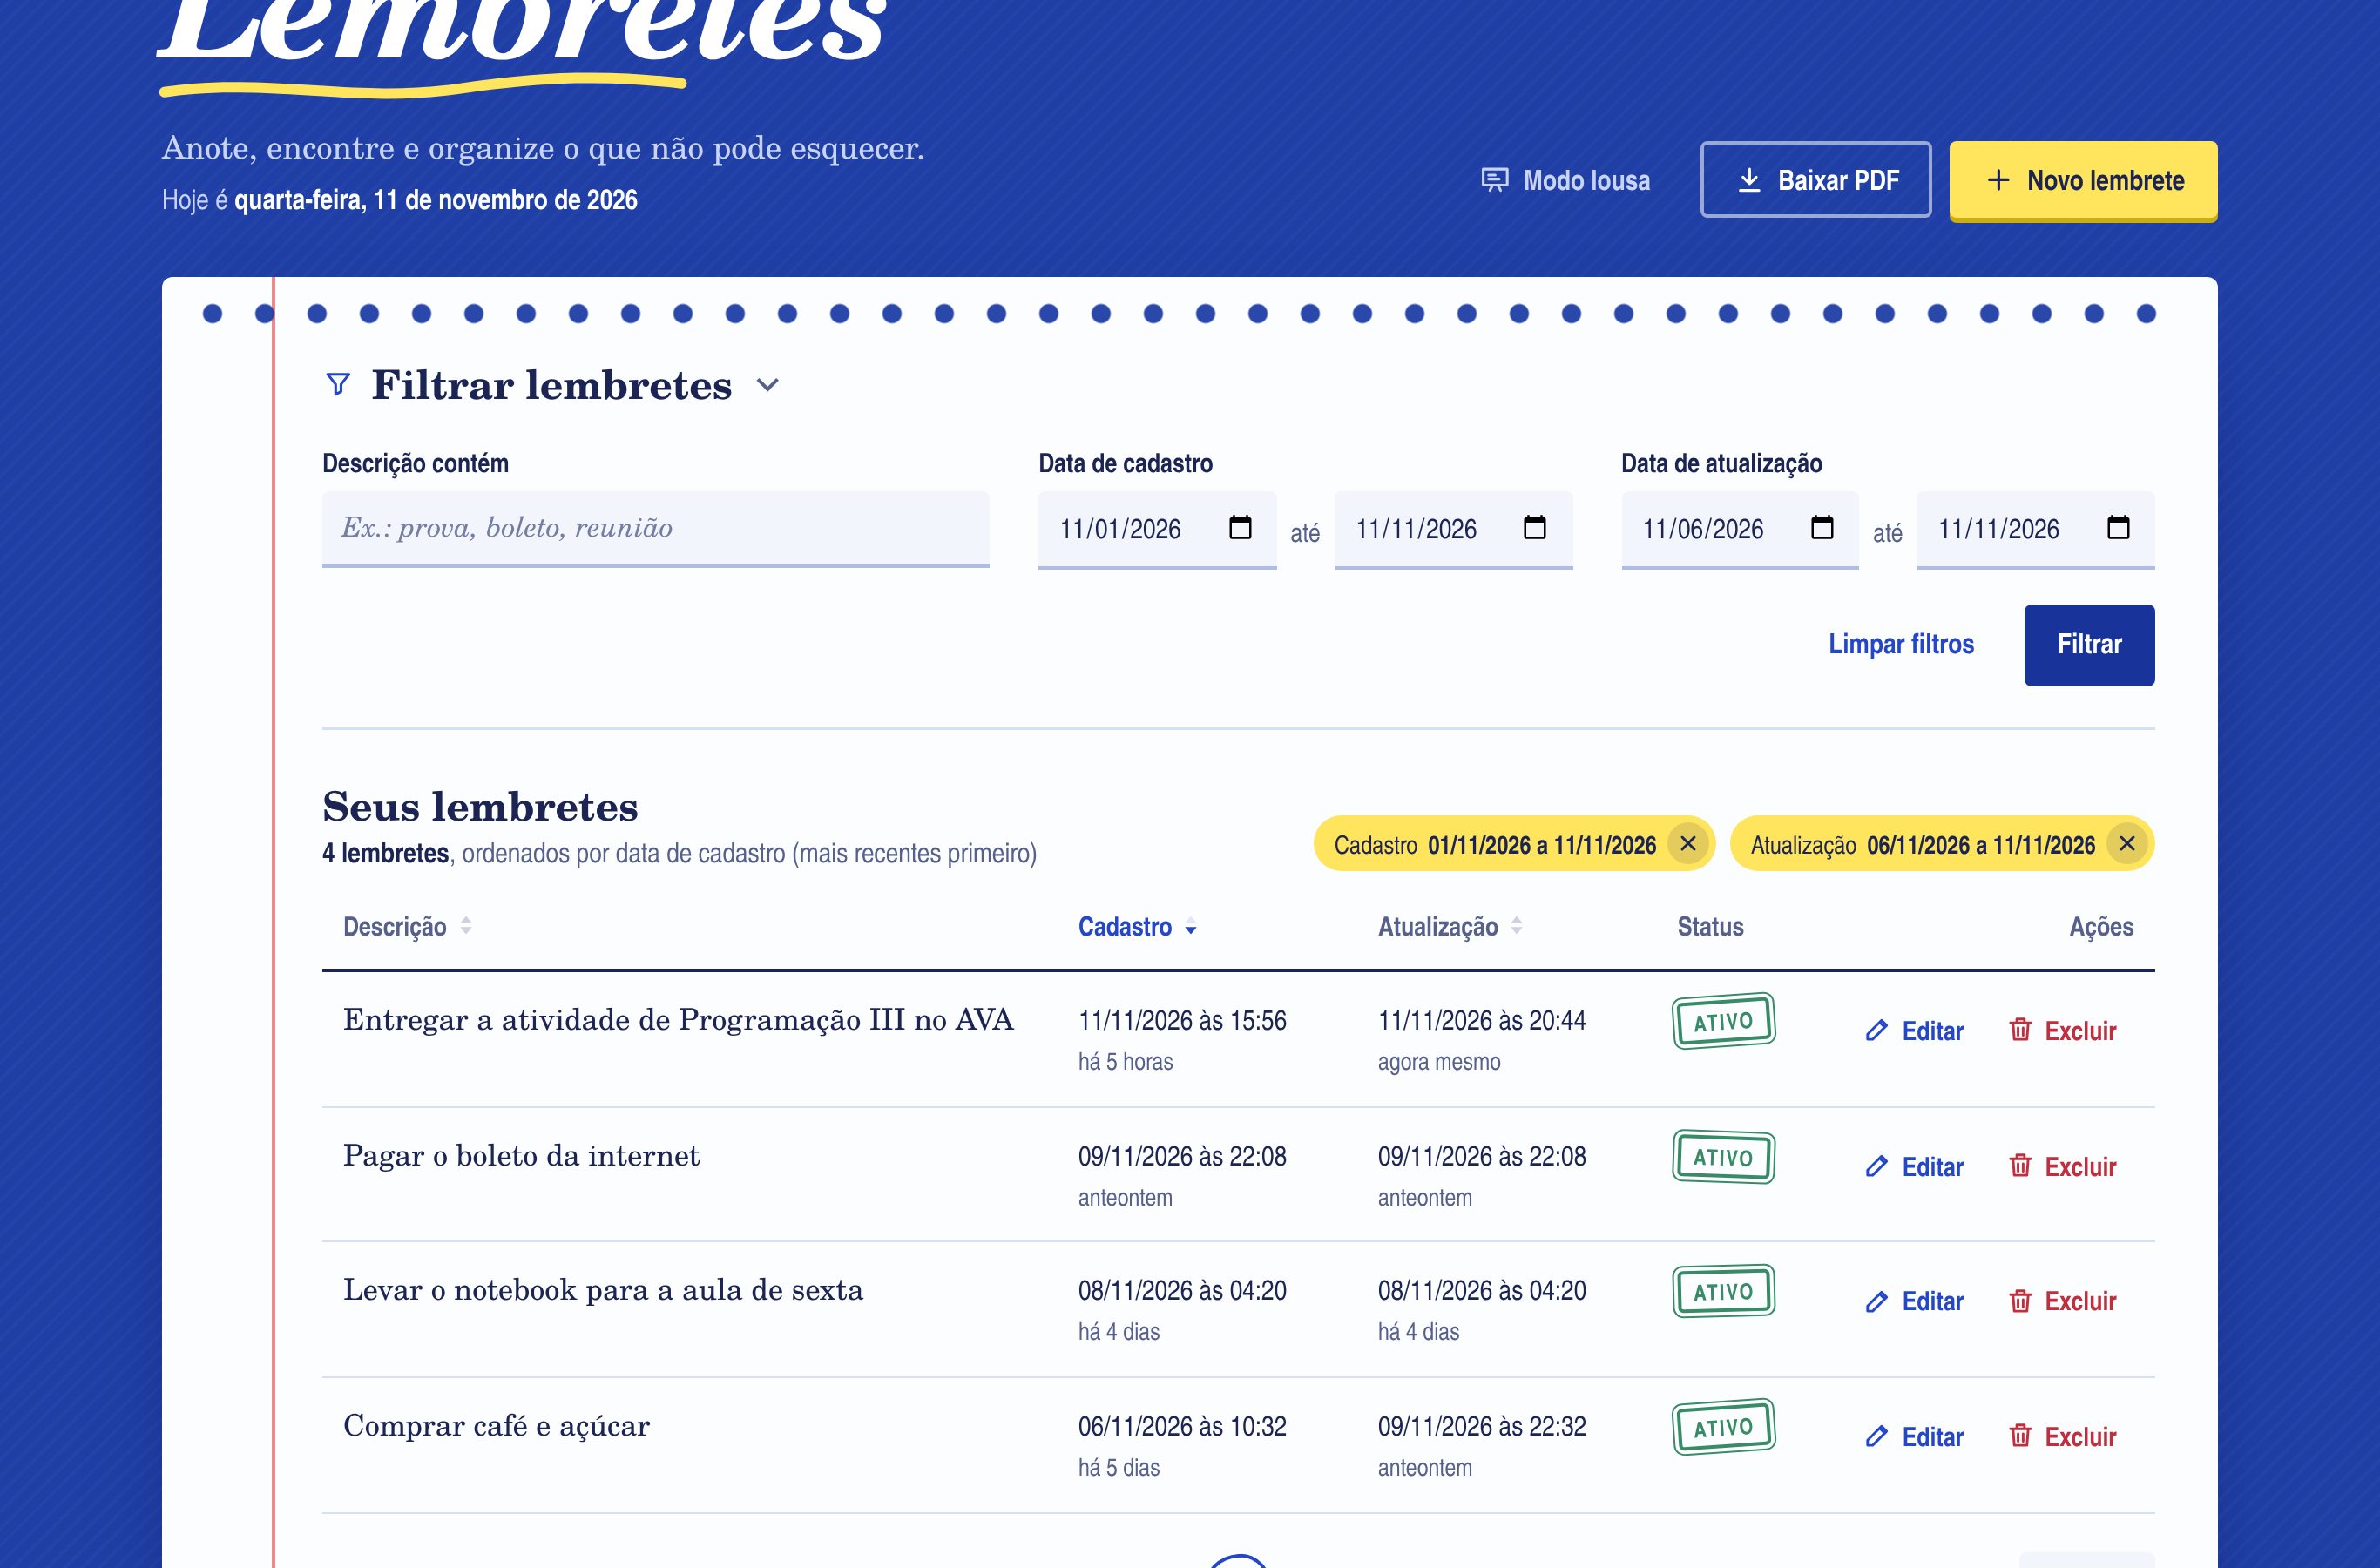 Lembretes
Anote, encontre e organize o que não pode esquecer.
Hoje é quarta-feira, 11 de novembro de 2026
Modo lousa
Baixar PDF
Novo lembrete
Filtrar lembretes
Descrição contém
Data de cadastro
Data de atualização
Ex.: prova, boleto, reunião
11/01/2026 até 11/11/2026
11/06/2026 até 11/11/2026
Limpar filtros
Filtrar
Seus lembretes
4 lembretes, ordenados por data de cadastro (mais recentes primeiro)
Cadastro 01/11/2026 a 11/11/2026
Atualização 06/11/2026 a 11/11/2026
Descrição Cadastro Atualização Status Ações
Entregar a atividade de Programação III no AVA 11/11/2026 às 15:56 11/11/2026 às 20:44 ATIVO Editar Excluir
há 5 horas agora mesmo
Pagar o boleto da internet 09/11/2026 às 22:08 09/11/2026 às 22:08 ATIVO Editar Excluir
anteontem anteontem
Levar o notebook para a aula de sexta 08/11/2026 às 04:20 08/11/2026 às 04:20 ATIVO Editar Excluir
há 4 dias há 4 dias
Comprar café e açúcar 06/11/2026 às 10:32 09/11/2026 às 22:32 ATIVO Editar Excluir
há 5 dias anteontem